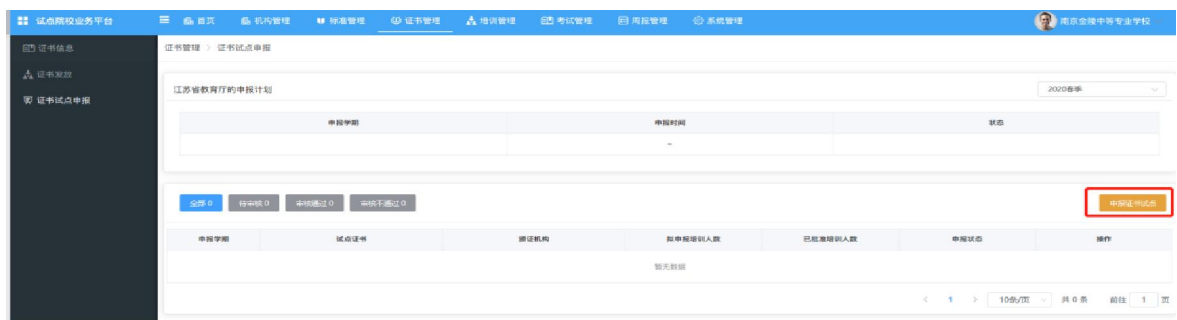 试点院校业务平台 首页 机构管理 标准管理 证书管理 培训管理 考试管理 周报管理 系统管理 南京金陵中等专业学校
证书信息
证书管理 > 证书试点申报
证书发放
证书试点申报
江苏省教育厅的申报计划 2020春季
申报学期 申报时间 状态
–
全部 0 待审核 0 审核通过 0 审核不通过 0 申报证书试点
申报学期 试点证书 颁证机构 拟申报培训人数 已批准培训人数 申报状态 操作
暂无数据
< 1 > 10条/页 共 0 条 前往 1 页